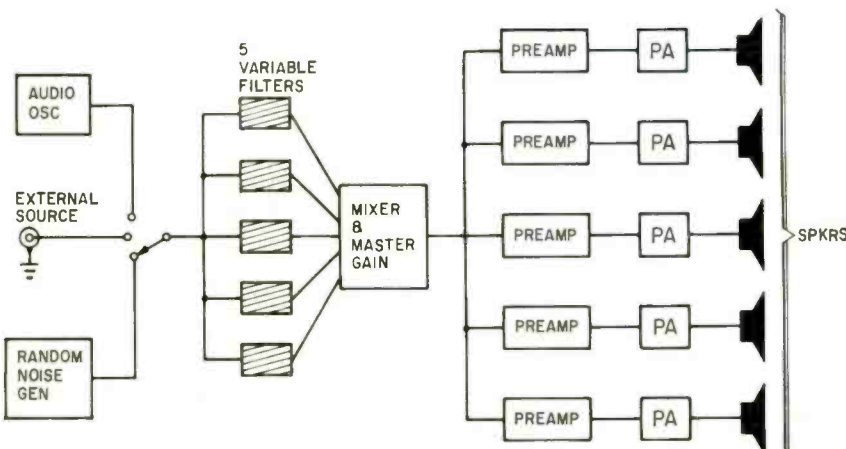 5
VARIABLE
FILTERS
AUDIO
OSC
EXTERNAL
SOURCE
RANDOM
NOISE
GEN
MIXER
&
MASTER
GAIN
PREAMP
PA
PREAMP
PA
PREAMP
PA
PREAMP
PA
PREAMP
PA
SPKRS